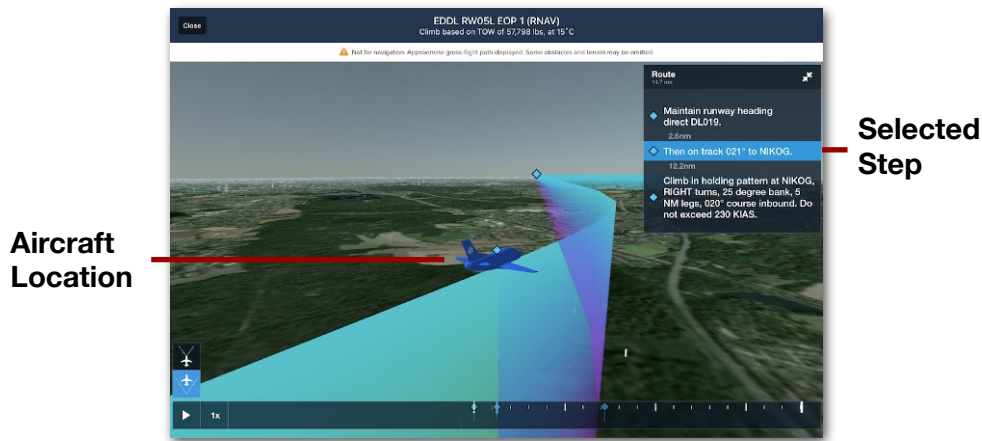 Close
EDDL RW05L EOP 1 (RNAV)
Climb based on TOW of 57,798 lbs, at 15˚C
Not for navigation. Approximate gross flight path displayed. Some obstacles and terrain may be omitted.
Route
14.7 nm
Maintain runway heading
direct DL019.
2.6nm
Then on track 021° to NIKOG.
12.2nm
Climb in holding pattern at NIKOG,
RIGHT turns, 25 degree bank, 5
NM legs, 020° course inbound. Do
not exceed 230 KIAS.
Selected
Step
Aircraft
Location
1x